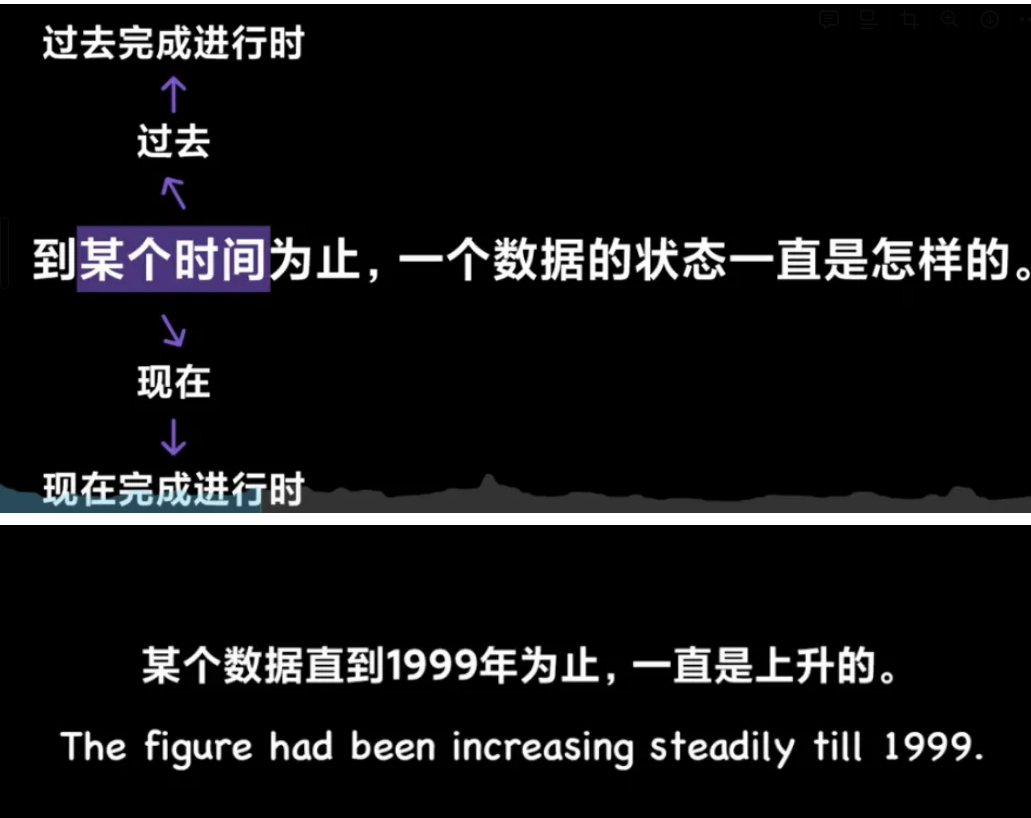 过去完成进行时
过去
到某个时间为止，一个数据的状态一直是怎样的。
现在
现在完成进行时
某个数据直到1999年为止，一直是上升的。
The figure had been increasing steadily till 1999.